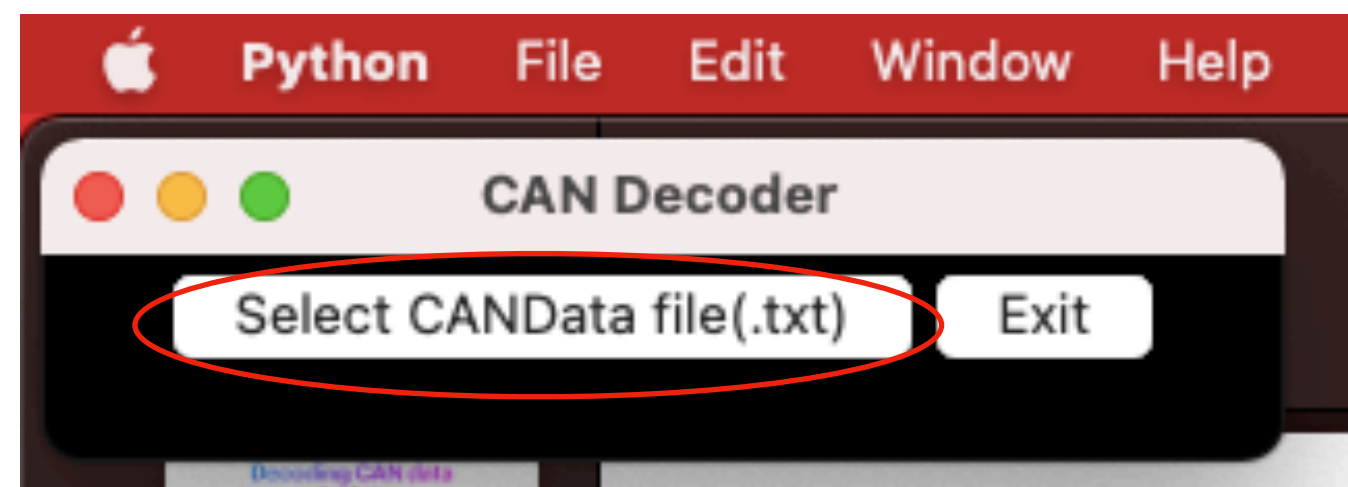 Python File Edit Window Help
CAN Decoder
Select CANData file(.txt) Exit
Decoding CAN data